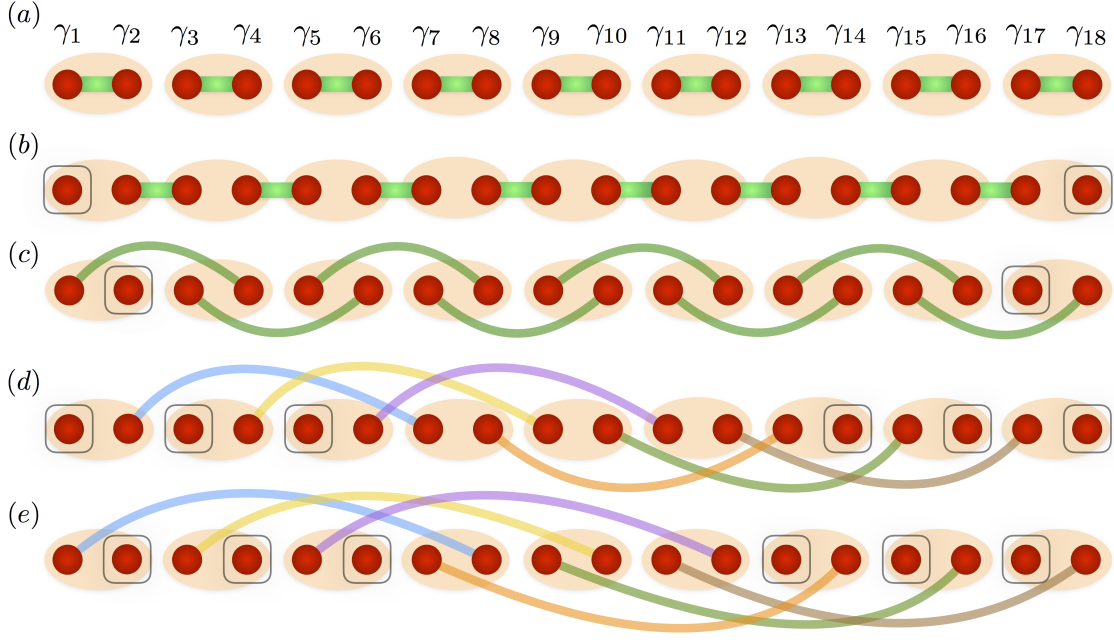 (a)
γ₁ γ₂ γ₃ γ₄ γ₅ γ₆ γ₇ γ₈ γ₉ γ₁₀ γ₁₁ γ₁₂ γ₁₃ γ₁₄ γ₁₅ γ₁₆ γ₁₇ γ₁₈
(b)
(c)
(d)
(e)